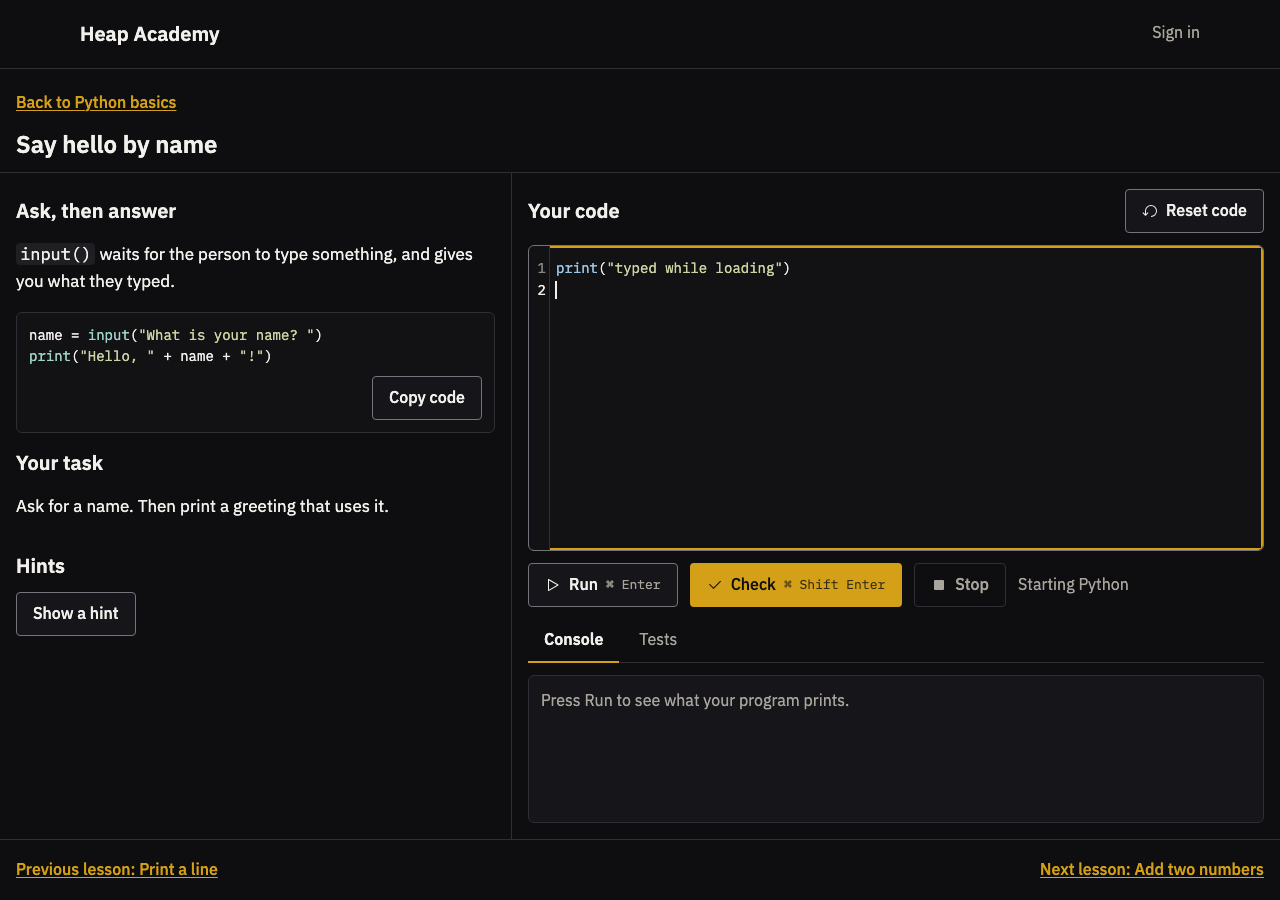 Heap Academy
Sign in
Back to Python basics
Say hello by name
Ask, then answer
input() waits for the person to type something, and gives
you what they typed.
name = input("What is your name? ")
print("Hello, " + name + "!")
Copy code
Your task
Ask for a name. Then print a greeting that uses it.
Hints
Show a hint
Your code
Reset code
1 print("typed while loading")
2
Run ⌘ Enter
Check ⌘ Shift Enter
Stop
Starting Python
Console
Tests
Press Run to see what your program prints.
Previous lesson: Print a line
Next lesson: Add two numbers